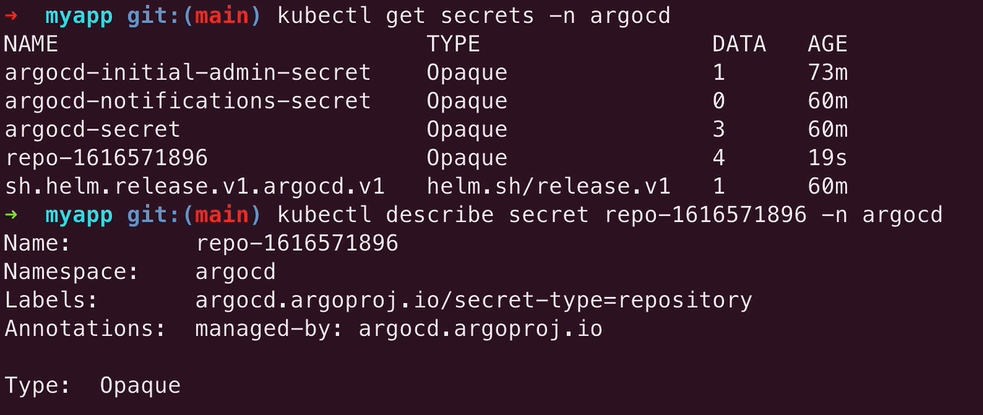 → myapp git:(main) kubectl get secrets -n argocd
NAME TYPE DATA AGE
argocd-initial-admin-secret Opaque 1 73m
argocd-notifications-secret Opaque 0 60m
argocd-secret Opaque 3 60m
repo-1616571896 Opaque 4 19s
sh.helm.release.v1.argocd.v1 helm.sh/release.v1 1 60m
→ myapp git:(main) kubectl describe secret repo-1616571896 -n argocd
Name: repo-1616571896
Namespace: argocd
Labels: argocd.argoproj.io/secret-type=repository
Annotations: managed-by: argocd.argoproj.io
Type: Opaque